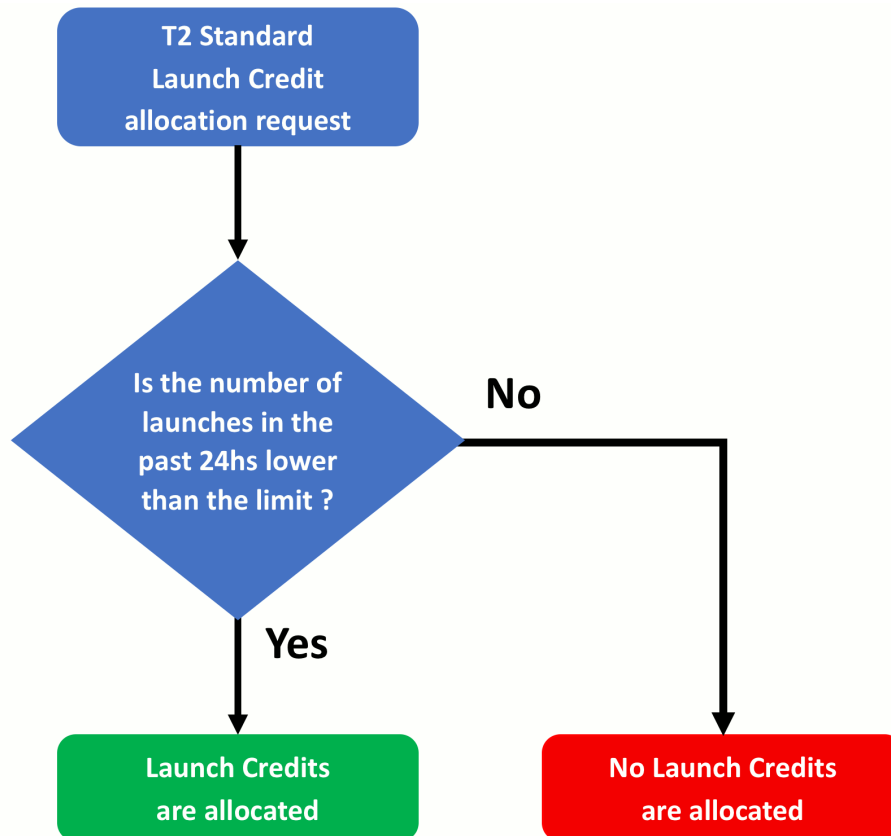 T2 Standard
Launch Credit
allocation request
Is the number of
launches in the
past 24hs lower
than the limit ?
No
Yes
Launch Credits
are allocated
No Launch Credits
are allocated